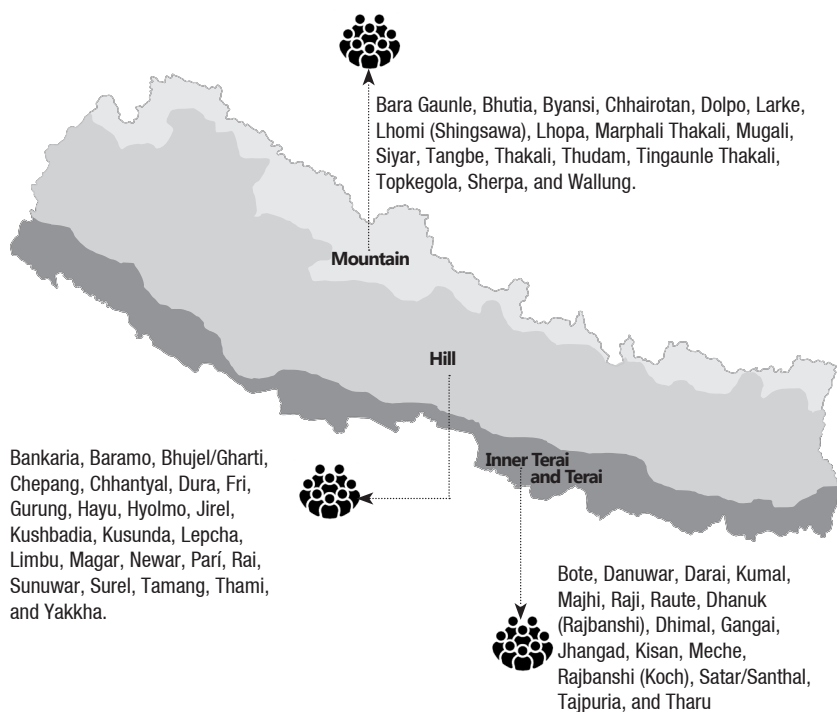 Bara Gaunle, Bhutia, Byansi, Chhairotan, Dolpo, Larke,
Lhomi (Shingsawa), Lhopa, Marphali Thakali, Mugali,
Siyar, Tangbe, Thakali, Thudam, Tingaunle Thakali,
Topkegola, Sherpa, and Wallung.
Mountain
Hill
Inner Terai
and Terai
Bankaria, Baramo, Bhujel/Gharti,
Chepang, Chhantyal, Dura, Fri,
Gurung, Hayu, Hyolmo, Jirel,
Kushbadia, Kusunda, Lepcha,
Limbu, Magar, Newar, Parí, Rai,
Sunuwar, Surel, Tamang, Thami,
and Yakkha.
Bote, Danuwar, Darai, Kumal,
Majhi, Raji, Raute, Dhanuk
(Rajbanshi), Dhimal, Gangai,
Jhangad, Kisan, Meche,
Rajbanshi (Koch), Satar/Santhal,
Tajpuria, and Tharu